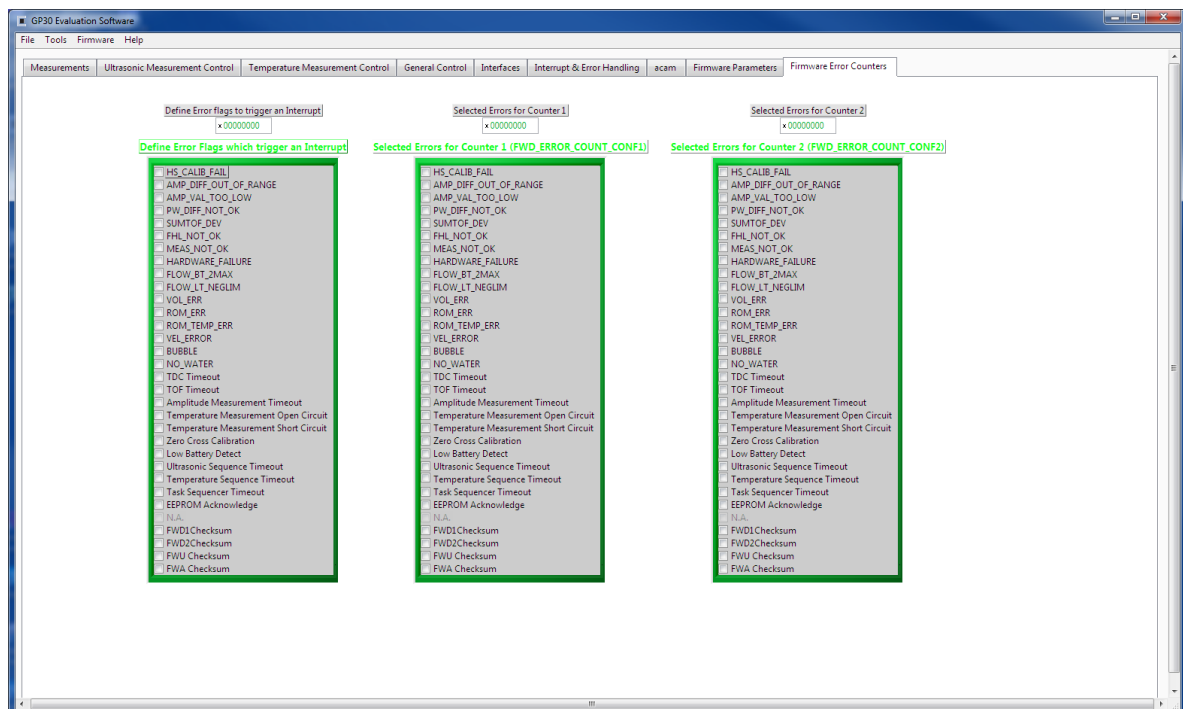 GP30 Evaluation Software
File Tools Firmware Help
Measurements Ultrasonic Measurement Control Temperature Measurement Control General Control Interfaces Interrupt & Error Handling acam Firmware Parameters Firmware Error Counters
Define Error flags to trigger an Interrupt
x 00000000
Define Error Flags which trigger an Interrupt
HS_CALIB_FAIL
AMP_DIFF_OUT_OF_RANGE
AMP_VAL_TOO_LOW
PW_DIFF_NOT_OK
SUMTOF_DEV
FHL_NOT_OK
MEAS_NOT_OK
HARDWARE_FAILURE
FLOW_BT_2MAX
FLOW_LT_NEGLIM
VOL_ERR
ROM_ERR
ROM_TEMP_ERR
VEL_ERROR
BUBBLE
NO_WATER
TDC Timeout
TOF Timeout
Amplitude Measurement Timeout
Temperature Measurement Open Circuit
Temperature Measurement Short Circuit
Zero Cross Calibration
Low Battery Detect
Ultrasonic Sequence Timeout
Temperature Sequence Timeout
Task Sequencer Timeout
EEPROM Acknowledge
N.A.
FWD1Checksum
FWD2Checksum
FWU Checksum
FWA Checksum
Selected Errors for Counter 1
x 00000000
Selected Errors for Counter 1 (FWD_ERROR_COUNT_CONF1)
HS_CALIB_FAIL
AMP_DIFF_OUT_OF_RANGE
AMP_VAL_TOO_LOW
PW_DIFF_NOT_OK
SUMTOF_DEV
FHL_NOT_OK
MEAS_NOT_OK
HARDWARE_FAILURE
FLOW_BT_2MAX
FLOW_LT_NEGLIM
VOL_ERR
ROM_ERR
ROM_TEMP_ERR
VEL_ERROR
BUBBLE
NO_WATER
TDC Timeout
TOF Timeout
Amplitude Measurement Timeout
Temperature Measurement Open Circuit
Temperature Measurement Short Circuit
Zero Cross Calibration
Low Battery Detect
Ultrasonic Sequence Timeout
Temperature Sequence Timeout
Task Sequencer Timeout
EEPROM Acknowledge
N.A.
FWD1Checksum
FWD2Checksum
FWU Checksum
FWA Checksum
Selected Errors for Counter 2
x 00000000
Selected Errors for Counter 2 (FWD_ERROR_COUNT_CONF2)
HS_CALIB_FAIL
AMP_DIFF_OUT_OF_RANGE
AMP_VAL_TOO_LOW
PW_DIFF_NOT_OK
SUMTOF_DEV
FHL_NOT_OK
MEAS_NOT_OK
HARDWARE_FAILURE
FLOW_BT_2MAX
FLOW_LT_NEGLIM
VOL_ERR
ROM_ERR
ROM_TEMP_ERR
VEL_ERROR
BUBBLE
NO_WATER
TDC Timeout
TOF Timeout
Amplitude Measurement Timeout
Temperature Measurement Open Circuit
Temperature Measurement Short Circuit
Zero Cross Calibration
Low Battery Detect
Ultrasonic Sequence Timeout
Temperature Sequence Timeout
Task Sequencer Timeout
EEPROM Acknowledge
N.A.
FWD1Checksum
FWD2Checksum
FWU Checksum
FWA Checksum